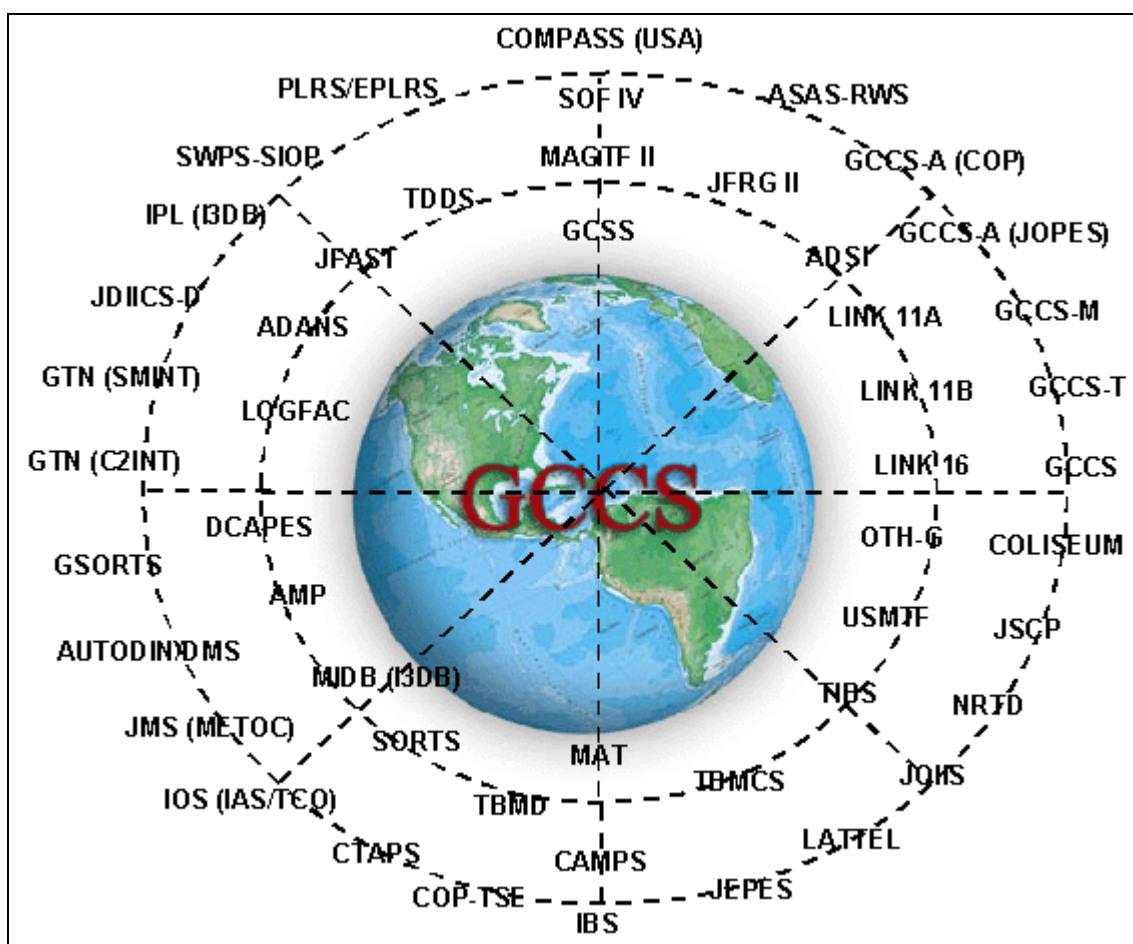 COMPASS (USA)
PLRS/EPLRS
SOF IV
ASAS-RWS
SWPS-SIOP
MAGTF II
GCCS-A (COP)
TDDS
JFRG II
IPL (I3DB)
GCSS
GCCS-A (JOPES)
JFAST
ADSI
JDIICS-D
ADANS
LINK 11A
GCCS-M
GTN (SMINT)
LOGFAC
LINK 11B
GCCS-T
GTN (C2INT)
LINK 16
GCCS
GCCS
DCAPES
OTH-G
COLISEUM
GSORTS
AMP
USMTF
JSCP
AUTODIN/DMS
MIDB (I3DB)
TIBS
NRTD
JMS (METOC)
SORTS
MAT
TBMCS
JOIIS
IOS (IAS/TCO)
TBMD
LATTEL
CTAPS
CAMPS
COP-TSE
JEPES
IBS